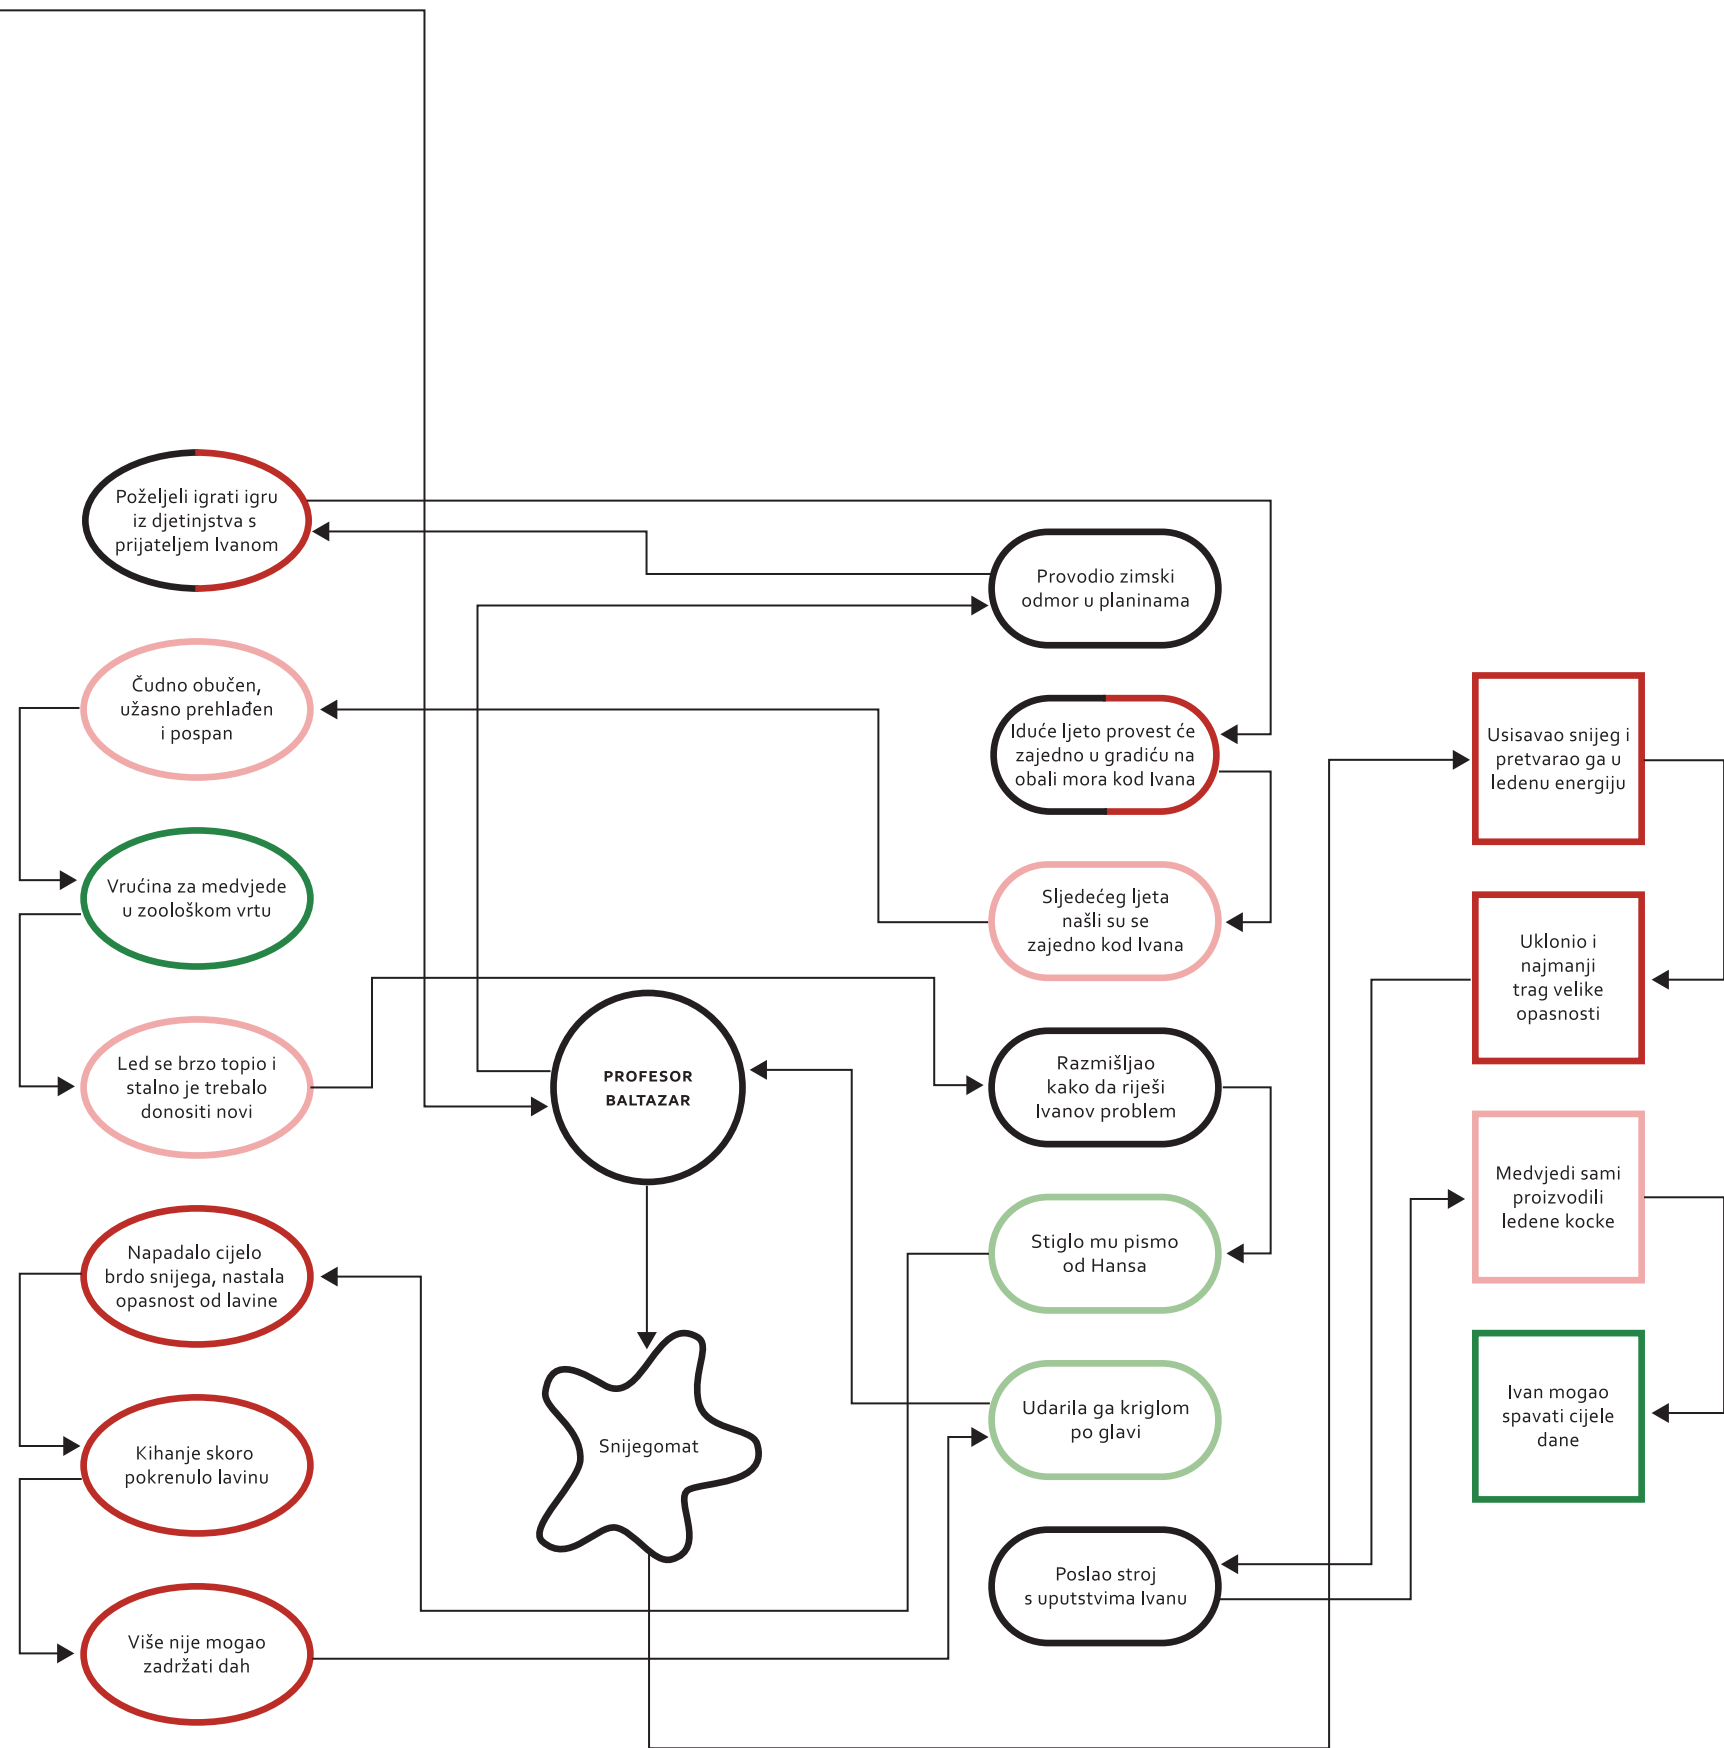 Poželjeli igrati igru
iz djetinjstva s
prijateljem Ivanom
Čudno obučen,
užasno prehlađen
i pospan
Vrućina za medvjede
u zoološkom vrtu
Led se brzo topio i
stalno je trebalo
donositi novi
Napadalo cijelo
brdo snijega, nastala
opasnost od lavine
Kihanje skoro
pokrenulo lavinu
Više nije mogao
zadržati dah
PROFESOR
BALTAZAR
Snijegomat
Provodio zimski
odmor u planinama
Iduće ljeto provest će
zajedno u gradiću na
obali mora kod Ivana
Sljedećeg ljeta
našli su se
zajedno kod Ivana
Razmišljao
kako da riješi
Ivanov problem
Stiglo mu pismo
od Hansa
Udarila ga kriglom
po glavi
Poslao stroj
s uputstvima Ivanu
Usisavao snijeg i
pretvarao ga u
ledenu energiju
Uklonio i
najmanji
trag velike
opasnosti
Medvjedi sami
proizvodili
ledene kocke
Ivan mogao
spavati cijele
dane